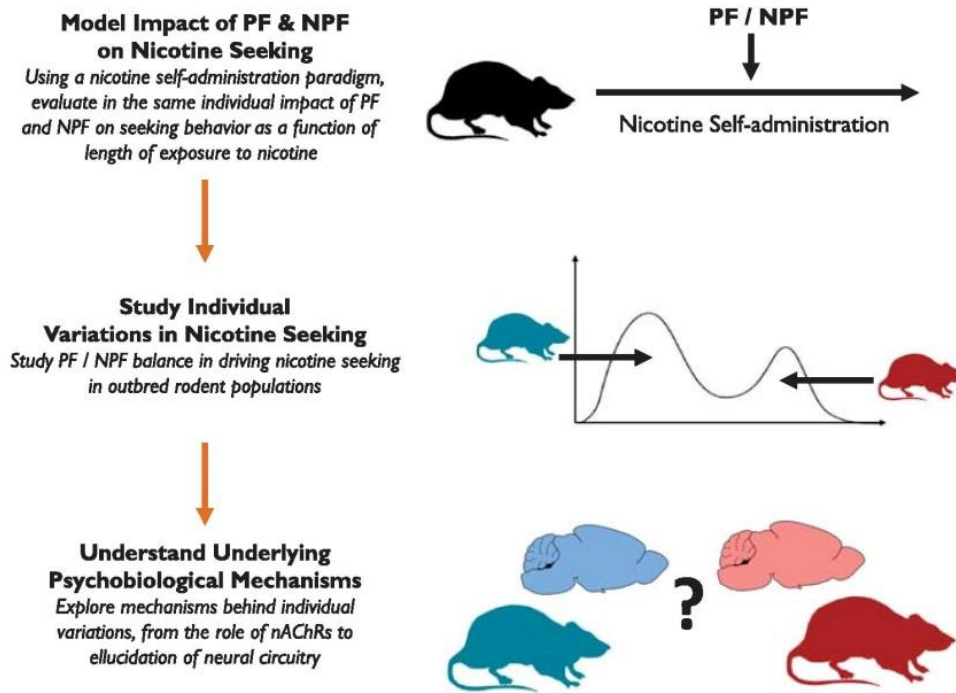 Model Impact of PF & NPF
on Nicotine Seeking
Using a nicotine self-administration paradigm,
evaluate in the same individual impact of PF
and NPF on seeking behavior as a function of
length of exposure to nicotine
PF / NPF
Nicotine Self-administration
Study Individual
Variations in Nicotine Seeking
Study PF / NPF balance in driving nicotine seeking
in outbred rodent populations
Understand Underlying
Psychobiological Mechanisms
Explore mechanisms behind individual
variations, from the role of nAChRs to
ellucidation of neural circuitry
?